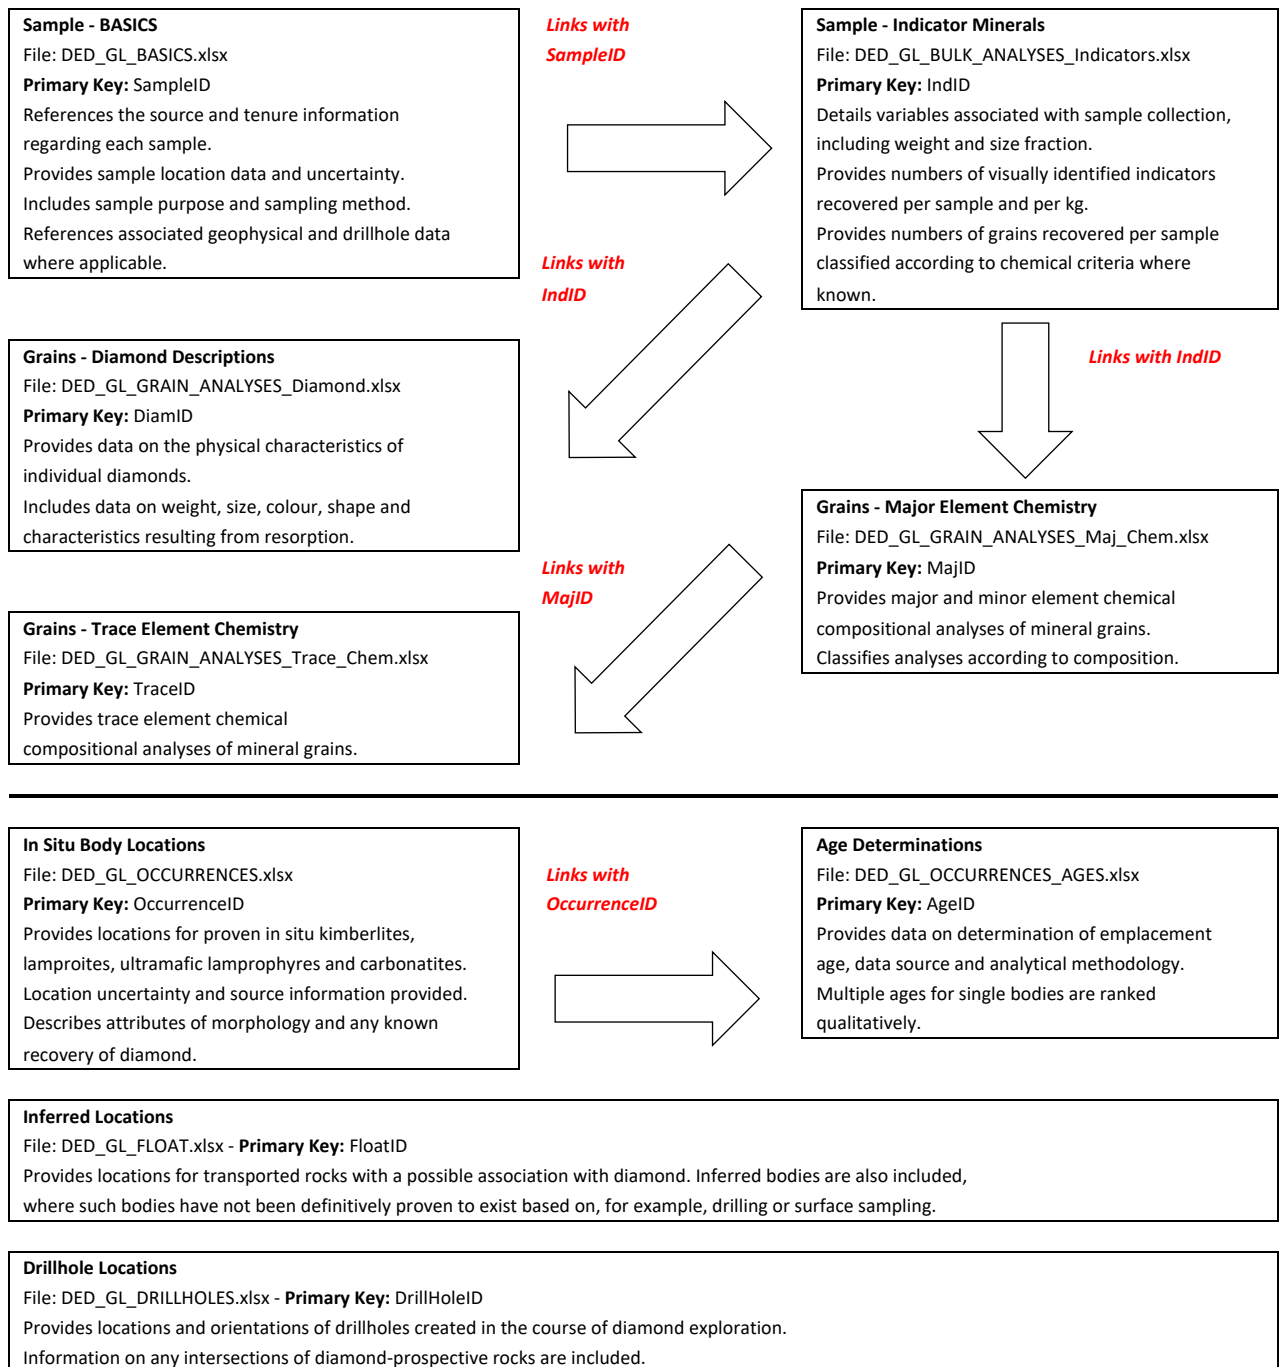 Sample - BASICS
File: DED_GL_BASICS.xlsx
Primary Key: SampleID
References the source and tenure information
regarding each sample.
Provides sample location data and uncertainty.
Includes sample purpose and sampling method.
References associated geophysical and drillhole data
where applicable.
Links with
SampleID
Sample - Indicator Minerals
File: DED_GL_BULK_ANALYSES_Indicators.xlsx
Primary Key: IndID
Details variables associated with sample collection,
including weight and size fraction.
Provides numbers of visually identified indicators
recovered per sample and per kg.
Provides numbers of grains recovered per sample
classified according to chemical criteria where
known.
Links with
IndID
Links with IndID
Grains - Diamond Descriptions
File: DED_GL_GRAIN_ANALYSES_Diamond.xlsx
Primary Key: DiamID
Provides data on the physical characteristics of
individual diamonds.
Includes data on weight, size, colour, shape and
characteristics resulting from resorption.
Grains - Major Element Chemistry
File: DED_GL_GRAIN_ANALYSES_Maj_Chem.xlsx
Primary Key: MajID
Provides major and minor element chemical
compositional analyses of mineral grains.
Classifies analyses according to composition.
Links with
MajID
Grains - Trace Element Chemistry
File: DED_GL_GRAIN_ANALYSES_Trace_Chem.xlsx
Primary Key: TraceID
Provides trace element chemical
compositional analyses of mineral grains.
In Situ Body Locations
File: DED_GL_OCCURRENCES.xlsx
Primary Key: OccurrenceID
Provides locations for proven in situ kimberlites,
lamproites, ultramafic lamprophyres and carbonatites.
Location uncertainty and source information provided.
Describes attributes of morphology and any known
recovery of diamond.
Links with
OccurrenceID
Age Determinations
File: DED_GL_OCCURRENCES_AGES.xlsx
Primary Key: AgeID
Provides data on determination of emplacement
age, data source and analytical methodology.
Multiple ages for single bodies are ranked
qualitatively.
Inferred Locations
File: DED_GL_FLOAT.xlsx - Primary Key: FloatID
Provides locations for transported rocks with a possible association with diamond. Inferred bodies are also included,
where such bodies have not been definitively proven to exist based on, for example, drilling or surface sampling.
Drillhole Locations
File: DED_GL_DRILLHOLES.xlsx - Primary Key: DrillHoleID
Provides locations and orientations of drillholes created in the course of diamond exploration.
Information on any intersections of diamond-prospective rocks are included.